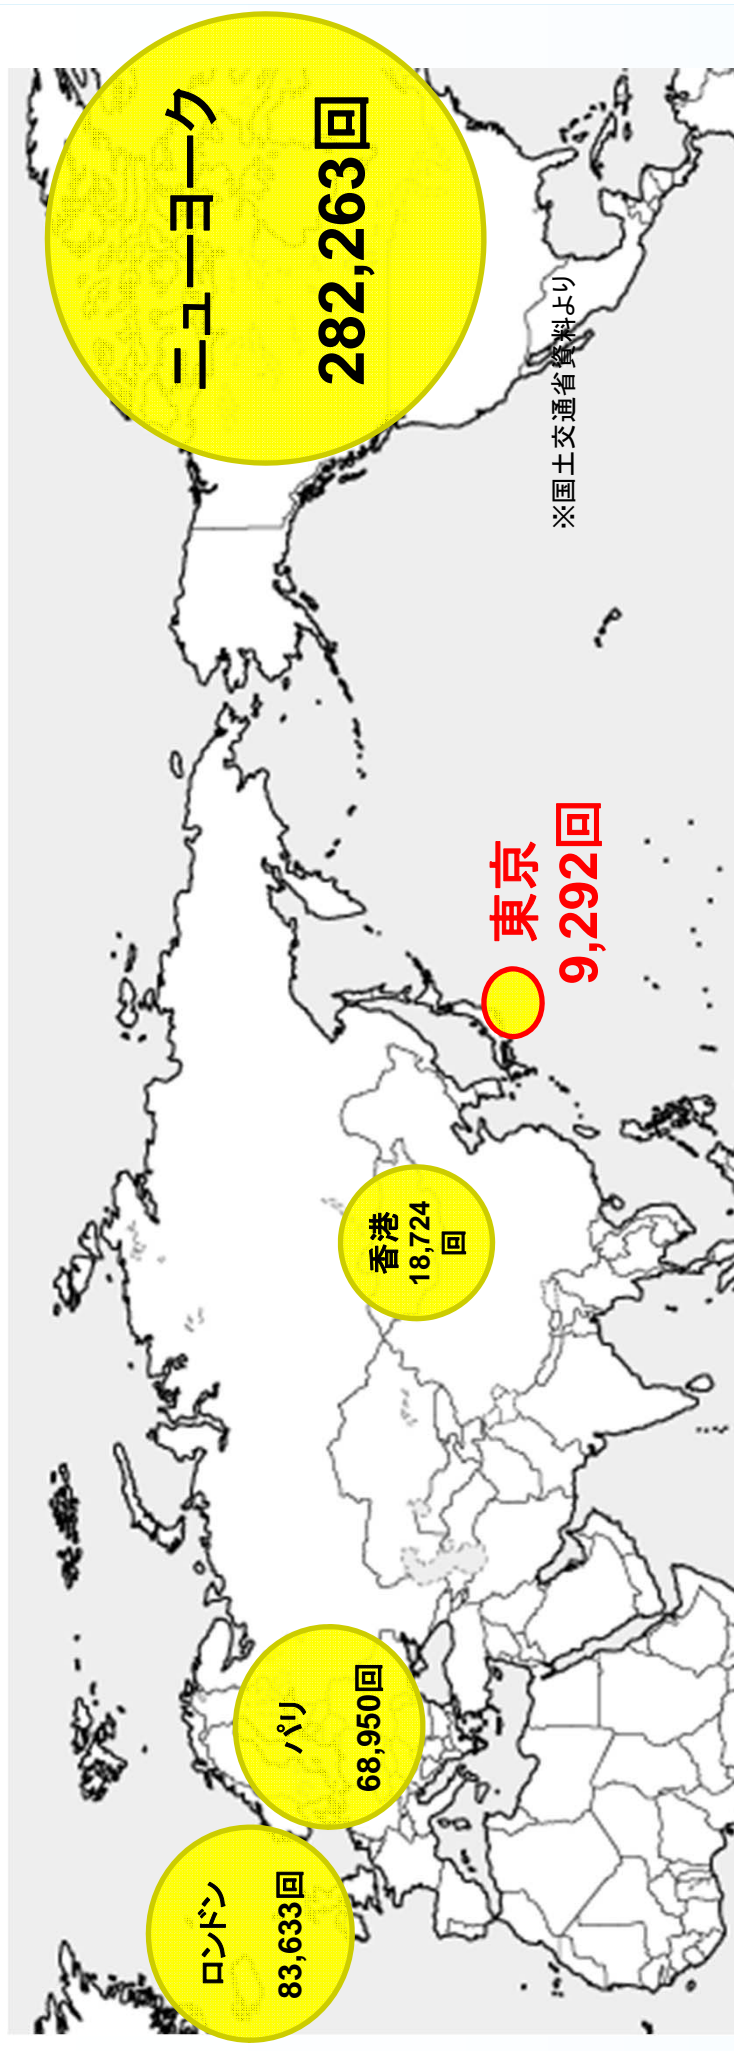 ロンドン
83,633回
パリ
68,950回
香港
18,724
回
東京
9,292回
ニューヨーク
282,263回
※国土交通省資料より